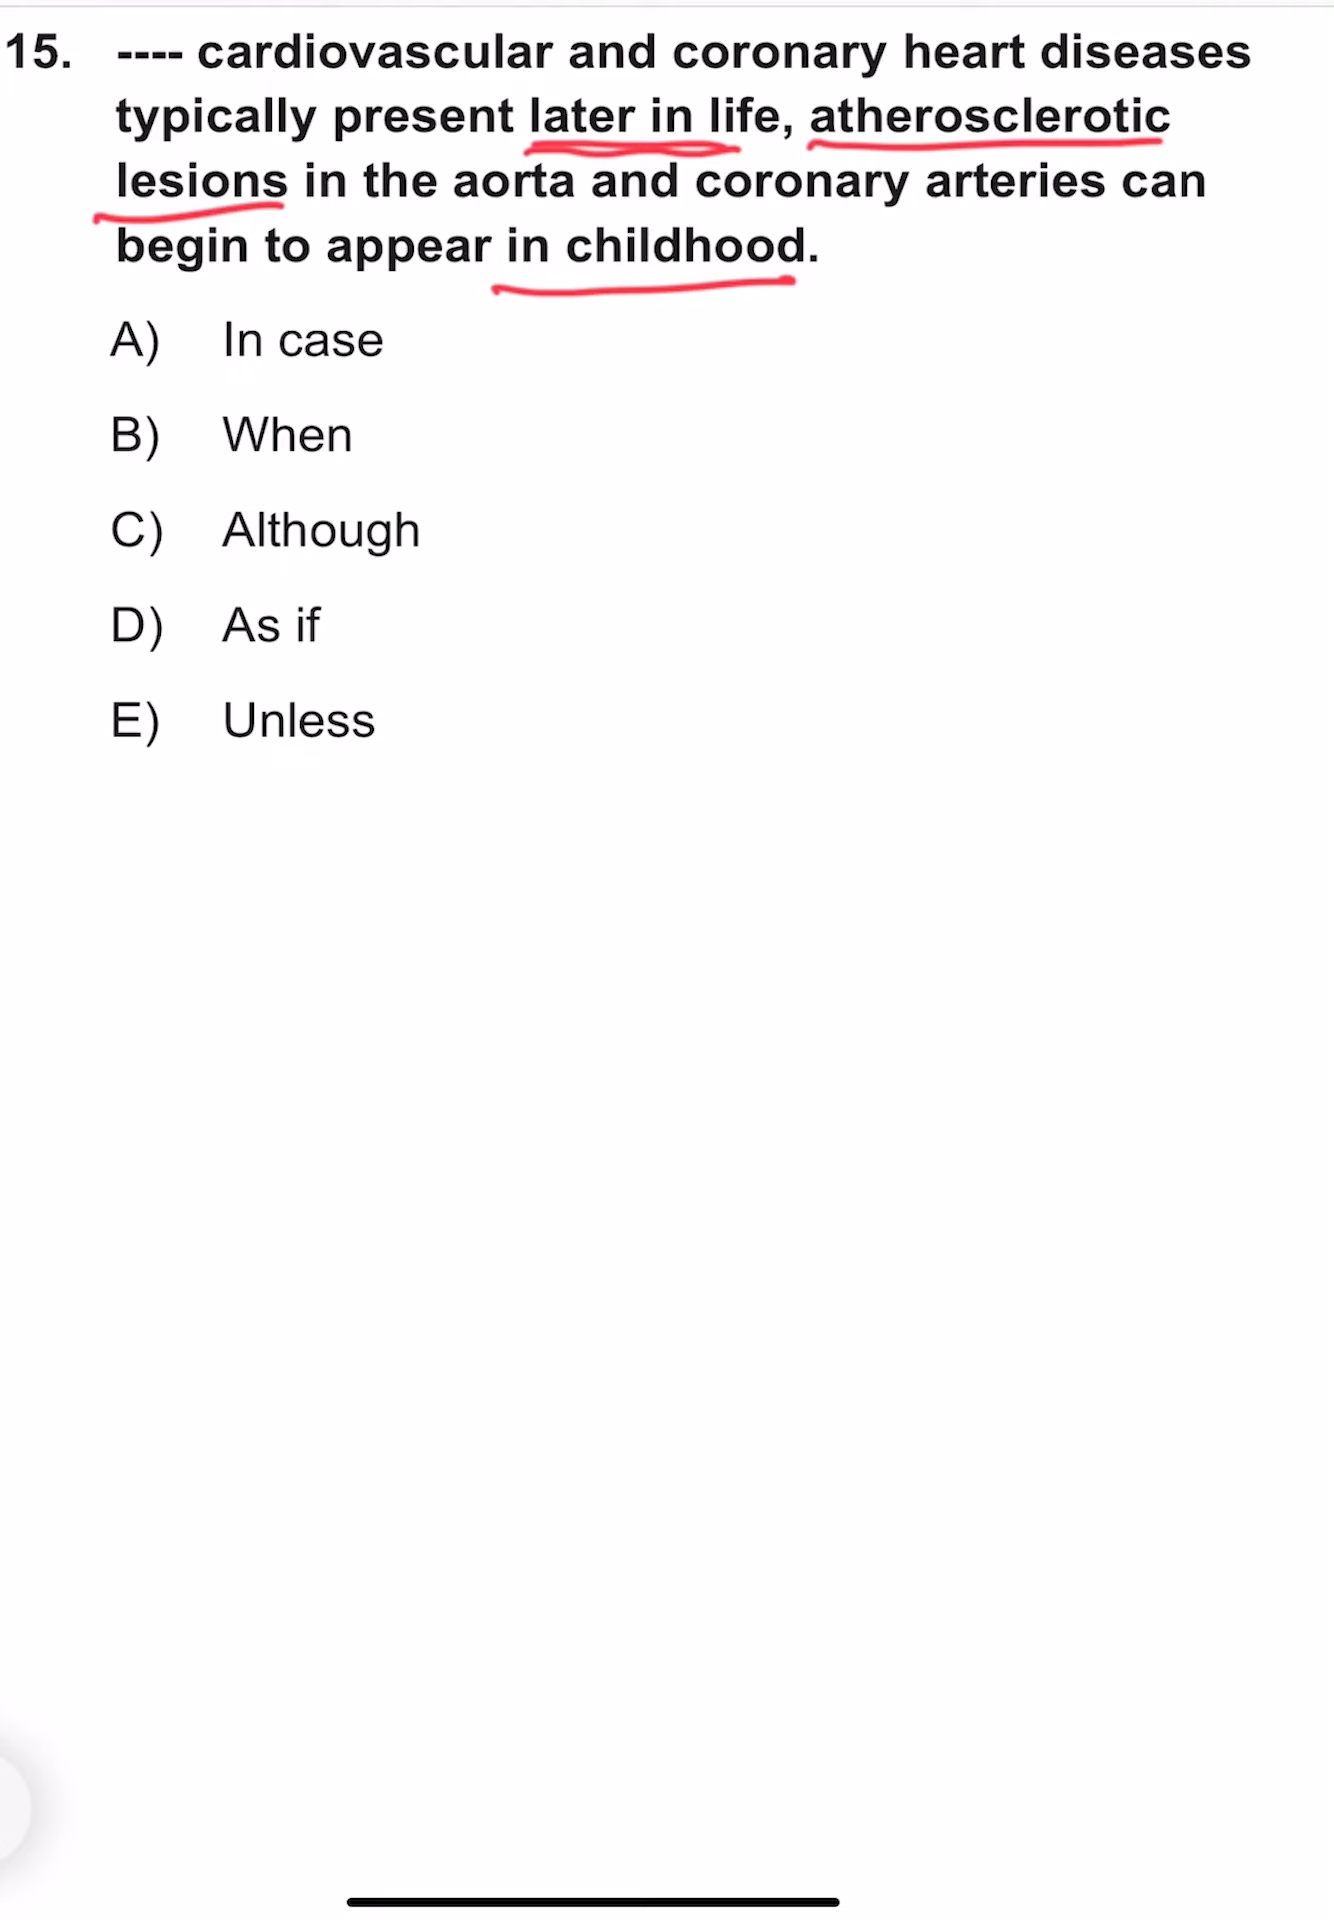 15. ---- cardiovascular and coronary heart diseases
typically present later in life, atherosclerotic
lesions in the aorta and coronary arteries can
begin to appear in childhood.
A) In case
B) When
C) Although
D) As if
E) Unless